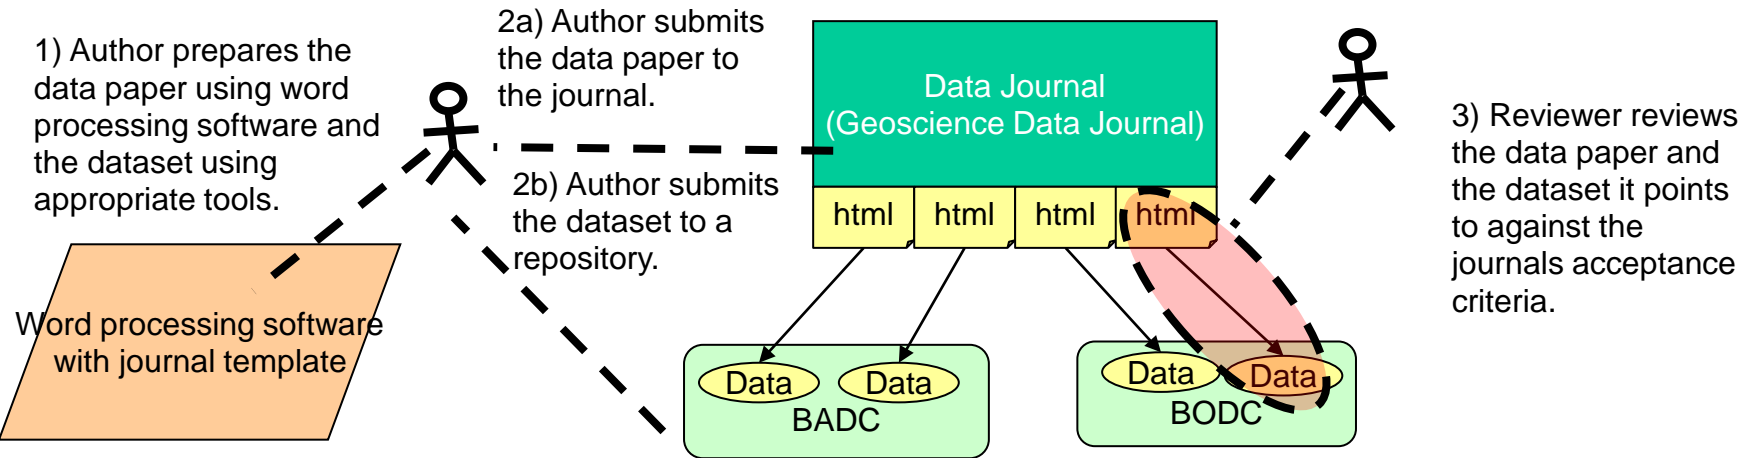 1) Author prepares the
data paper using word
processing software and
the dataset using
appropriate tools.
2a) Author submits
the data paper to
the journal.
2b) Author submits
the dataset to a
repository.
Data Journal
(Geoscience Data Journal)
html
html
html
html
3) Reviewer reviews
the data paper and
the dataset it points
to against the
journals acceptance
criteria.
Word processing software
with journal template
Data
Data
BADC
Data
Data
BODC